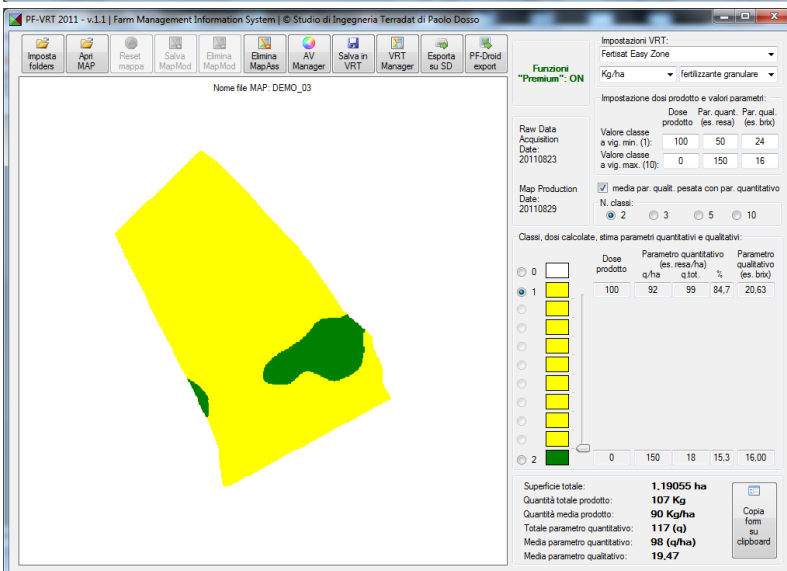 PF-VRT 2011 - v.1.1 | Farm Management Information System | © Studio di Ingegneria Terradat di Paolo Dosso
Imposta folders
Apri MAP
Reset mappa
Salva MapMod
Elimina MapMod
Elimina MapAss
AV Manager
Salva in VRT
VRT Manager
Esporta su SD
PF-Droid export
Nome file MAP: DEMO_03
Funzioni
"Premium": ON
Impostazioni VRT:
Fertisat Easy Zone
Kg/ha
fertilizzante granulare
Raw Data
Acquisition
Date:
20110823
Map Production
Date:
20110829
Impostazione dosi prodotto e valori parametri:
Dose Par. quant. Par. qual.
prodotto (es. resa) (es. brix)
Valore classe
a vig. min. (1): 100 50 24
Valore classe
a vig. max. (10): 0 150 16
media par. qualit. pesata con par. quantitativo
N. classi:
2 3 5 10
Classi, dosi calcolate, stima parametri quantitativi e qualitativi:
Dose prodotto
Parametro quantitativo
(es. resa/ha)
q/ha q.tot. %
Parametro
qualitativo
(es. brix)
0
1 100 92 99 84,7 20,63
2 0 150 18 15,3 16,00
Superficie totale: 1,19055 ha
Quantità totale prodotto: 107 Kg
Quantità media prodotto: 90 Kg/ha
Totale parametro quantitativo: 117 (q)
Media parametro quantitativo: 98 (q/ha)
Media parametro qualitativo: 19,47
Copia
form
su
clipboard